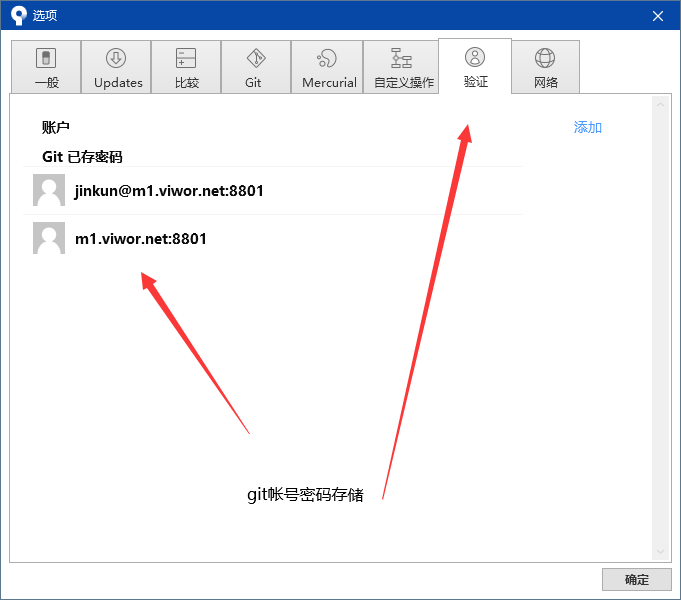 选项
一般 Updates 比较 Git Mercurial 自定义操作 验证 网络
账户 添加
Git 已存密码
jinkun@m1.viwor.net:8801
m1.viwor.net:8801
git帐号密码存储
确定